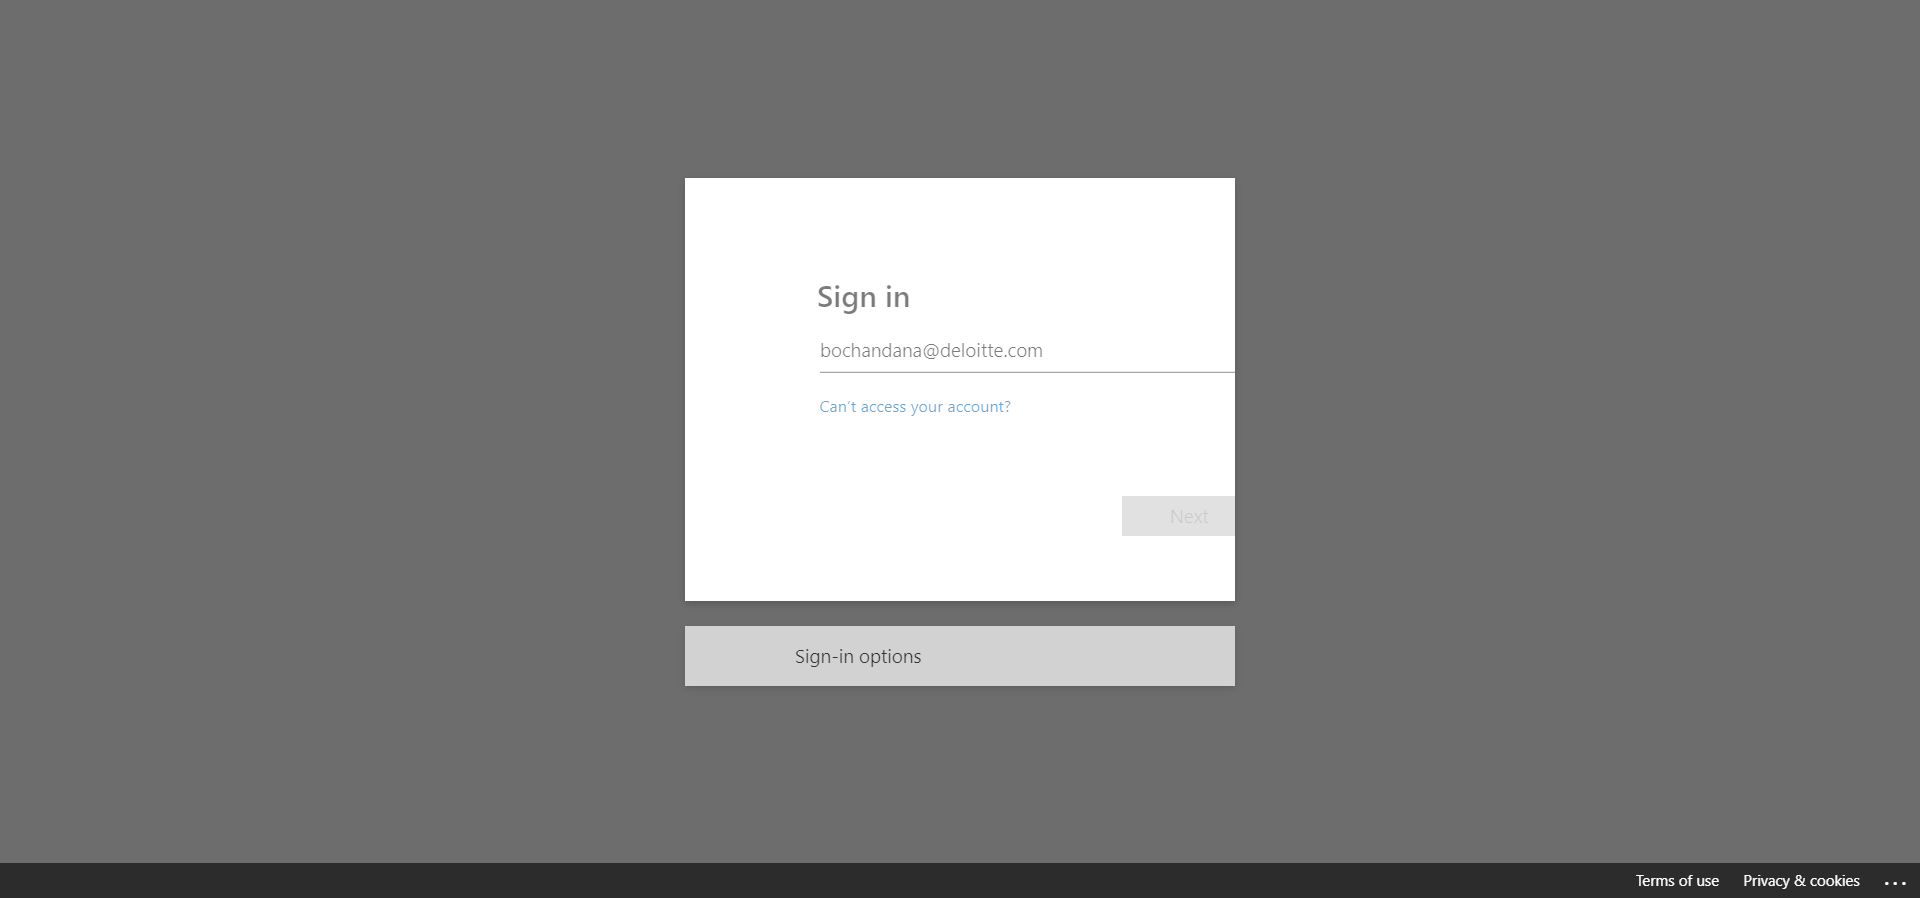 Sign in
bochandana@deloitte.com
Can't access your account?
Next
Sign-in options
Terms of use Privacy & cookies ...